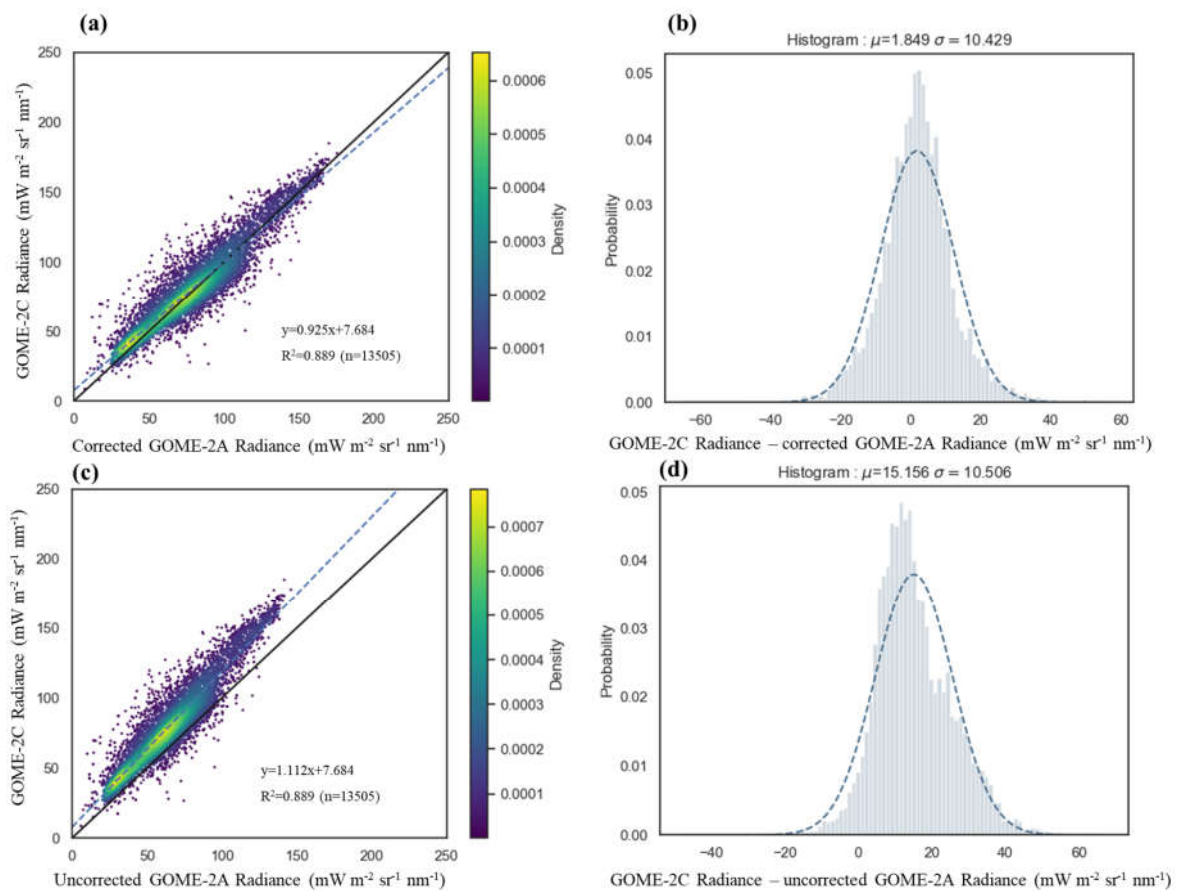 (a)
GOME-2C Radiance (mW m⁻² sr⁻¹ nm⁻¹)
250
200
150
100
50
0
0 50 100 150 200 250
y=0.925x+7.684
R²=0.889 (n=13505)
Corrected GOME-2A Radiance (mW m⁻² sr⁻¹ nm⁻¹)
0.0006
0.0005
0.0004
0.0003
0.0002
0.0001
Density
(b)
Histogram : μ=1.849 σ = 10.429
Probability
0.05
0.04
0.03
0.02
0.01
0.00
−60 −40 −20 0 20 40 60
GOME-2C Radiance – corrected GOME-2A Radiance (mW m⁻² sr⁻¹ nm⁻¹)
(c)
GOME-2C Radiance (mW m⁻² sr⁻¹ nm⁻¹)
250
200
150
100
50
0
0 50 100 150 200 250
y=1.112x+7.684
R²=0.889 (n=13505)
Uncorrected GOME-2A Radiance (mW m⁻² sr⁻¹ nm⁻¹)
0.0007
0.0006
0.0005
0.0004
0.0003
0.0002
0.0001
Density
(d)
Histogram : μ=15.156 σ = 10.506
Probability
0.05
0.04
0.03
0.02
0.01
0.00
−40 −20 0 20 40 60
GOME-2C Radiance – uncorrected GOME-2A Radiance (mW m⁻² sr⁻¹ nm⁻¹)